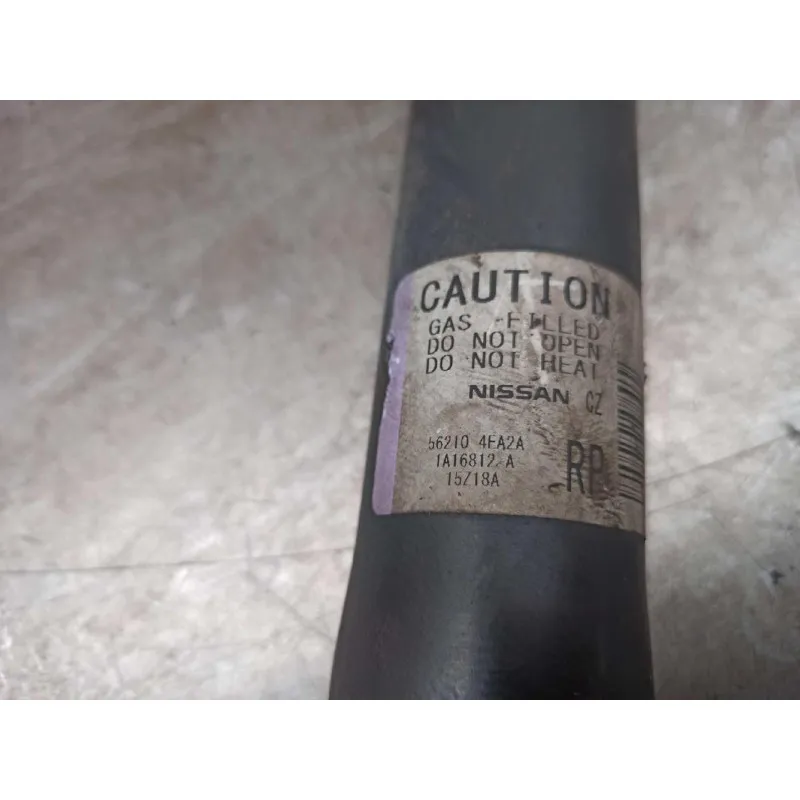 CAUTION
GAS-FILLED
DO NOT OPEN
DO NOT HEAT
NISSAN CZ
56210 4EA2A
1A16812-A
15Z18A
RP